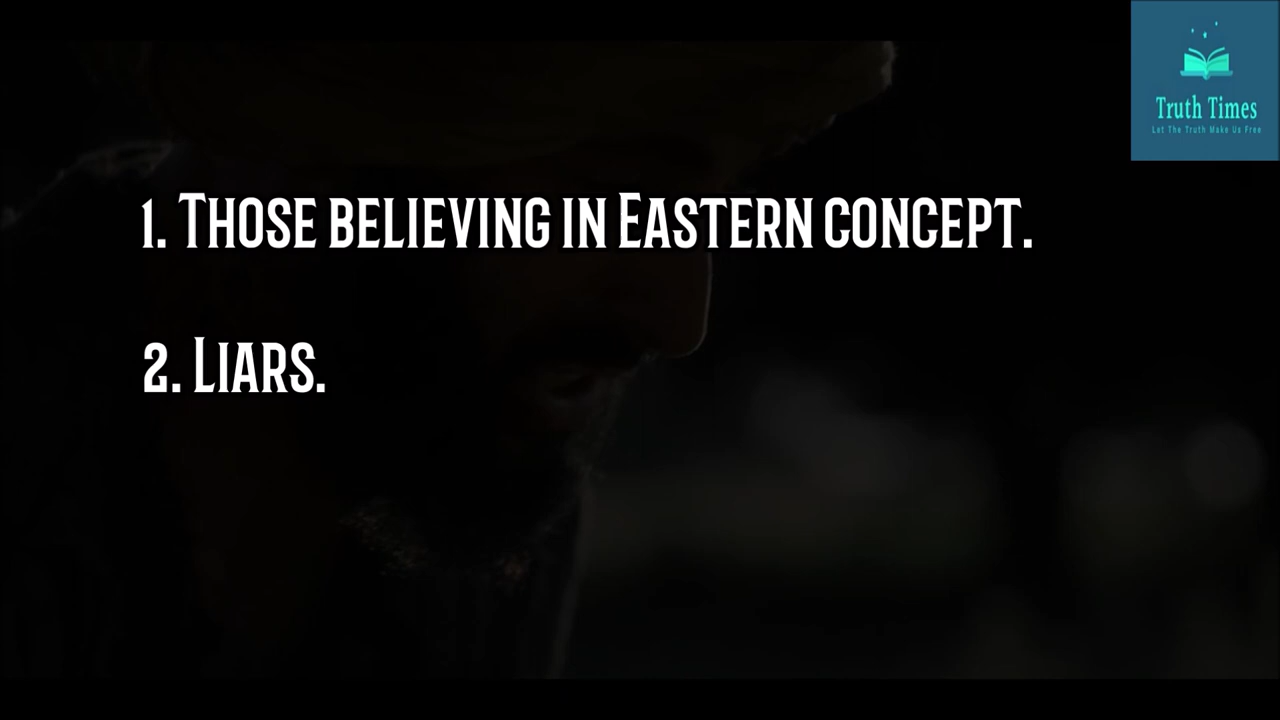 Truth Times
Let The Truth Make Us Free
1. Those believing in Eastern concept.
2. Liars.